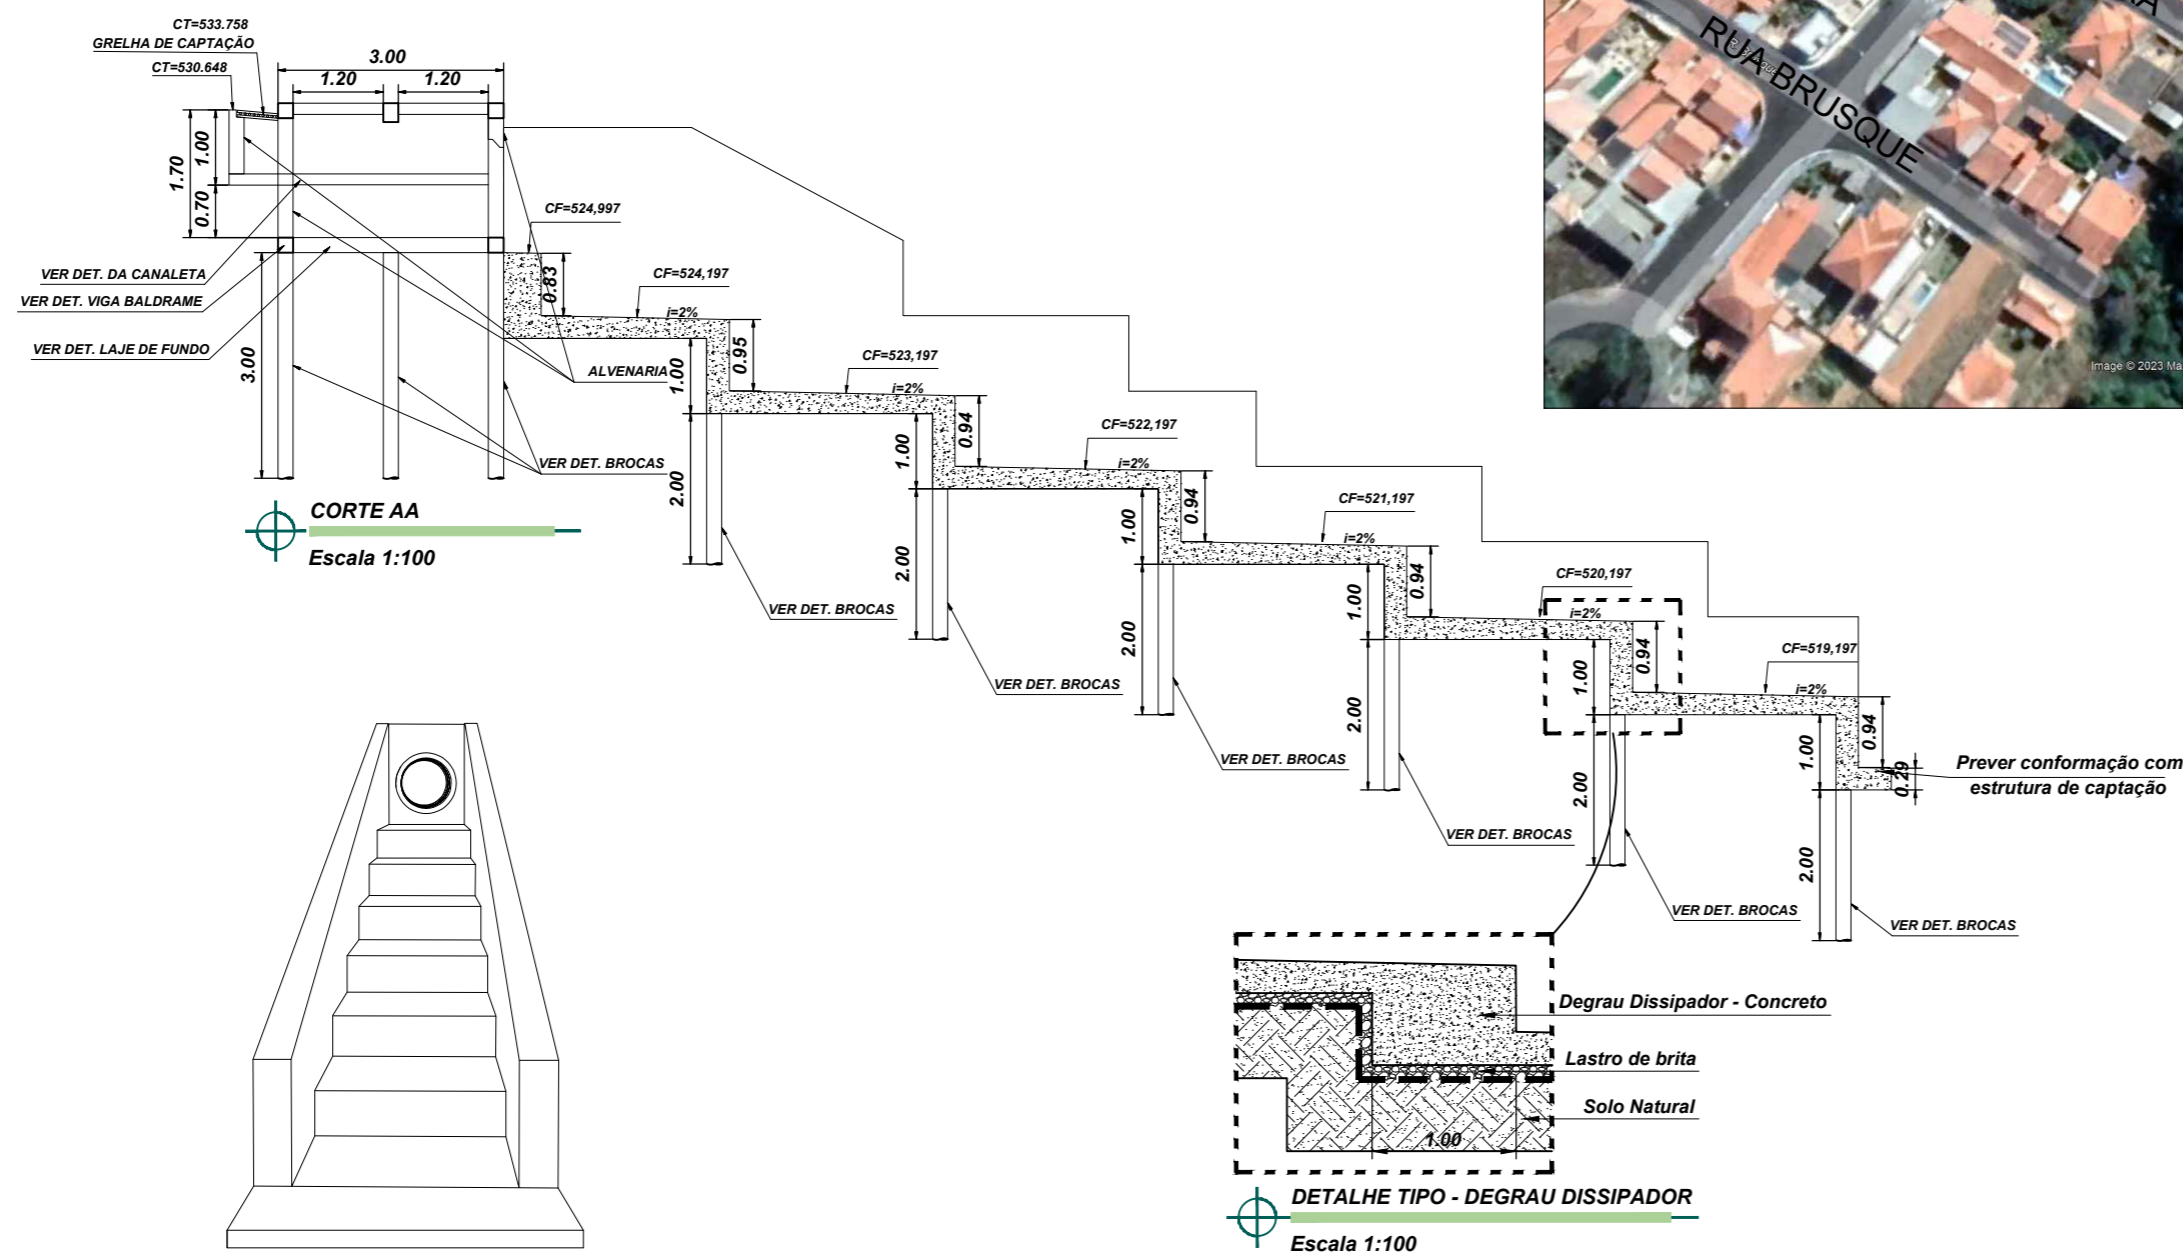 CT=533.758
GRELHA DE CAPTAÇÃO
CT=530.648
3.00
1.20
1.20
1.00
1.70
0.70
VER DET. DA CANALETA
VER DET. VIGA BALDRAME
VER DET. LAJE DE FUNDO
3.00
CF=524,997
0.83
ALVENARIA
VER DET. BROCAS
CORTE AA
Escala 1:100
CF=524,197
i=2%
0.95
1.00
2.00
VER DET. BROCAS
CF=523,197
i=2%
0.94
1.00
2.00
VER DET. BROCAS
CF=522,197
i=2%
0.94
1.00
2.00
VER DET. BROCAS
CF=521,197
i=2%
0.94
1.00
2.00
VER DET. BROCAS
CF=520,197
i=2%
0.94
1.00
2.00
VER DET. BROCAS
CF=519,197
i=2%
0.94
1.00
0.29
2.00
VER DET. BROCAS
Prever conformação com
estrutura de captação
RUA BRUSQUE
Image © 2023 Ma
Degrau Dissipador - Concreto
Lastro de brita
Solo Natural
1.00
DETALHE TIPO - DEGRAU DISSIPADOR
Escala 1:100